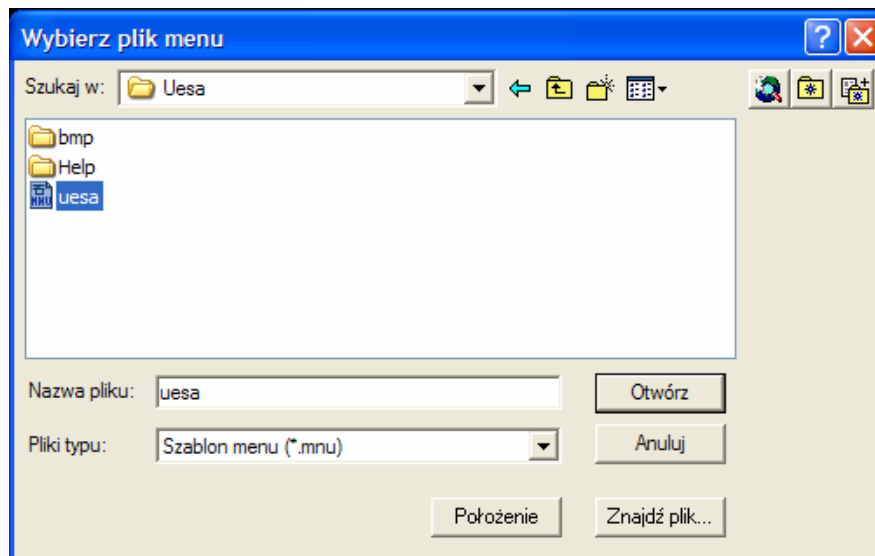 Wybierz plik menu
Szukaj w: Uesa
bmp
Help
MNU uesa
Nazwa pliku: uesa Otwórz
Pliki typu: Szablon menu (*.mnu) Anuluj
Położenie Znajdź plik...